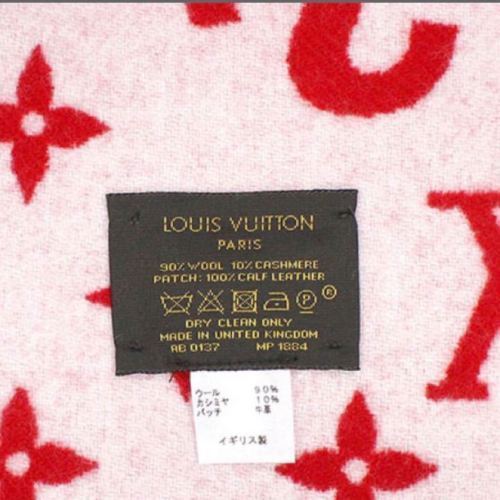 LOUIS VUITTON
PARIS
90% WOOL 10% CASHMERE
PATCH: 100% CALF LEATHER
P ®
DRY CLEAN ONLY
MADE IN UNITED KINGDOM
AB 0137 MP 1884
ウール 90%
カシミヤ 10%
パッチ 牛革
イギリス製